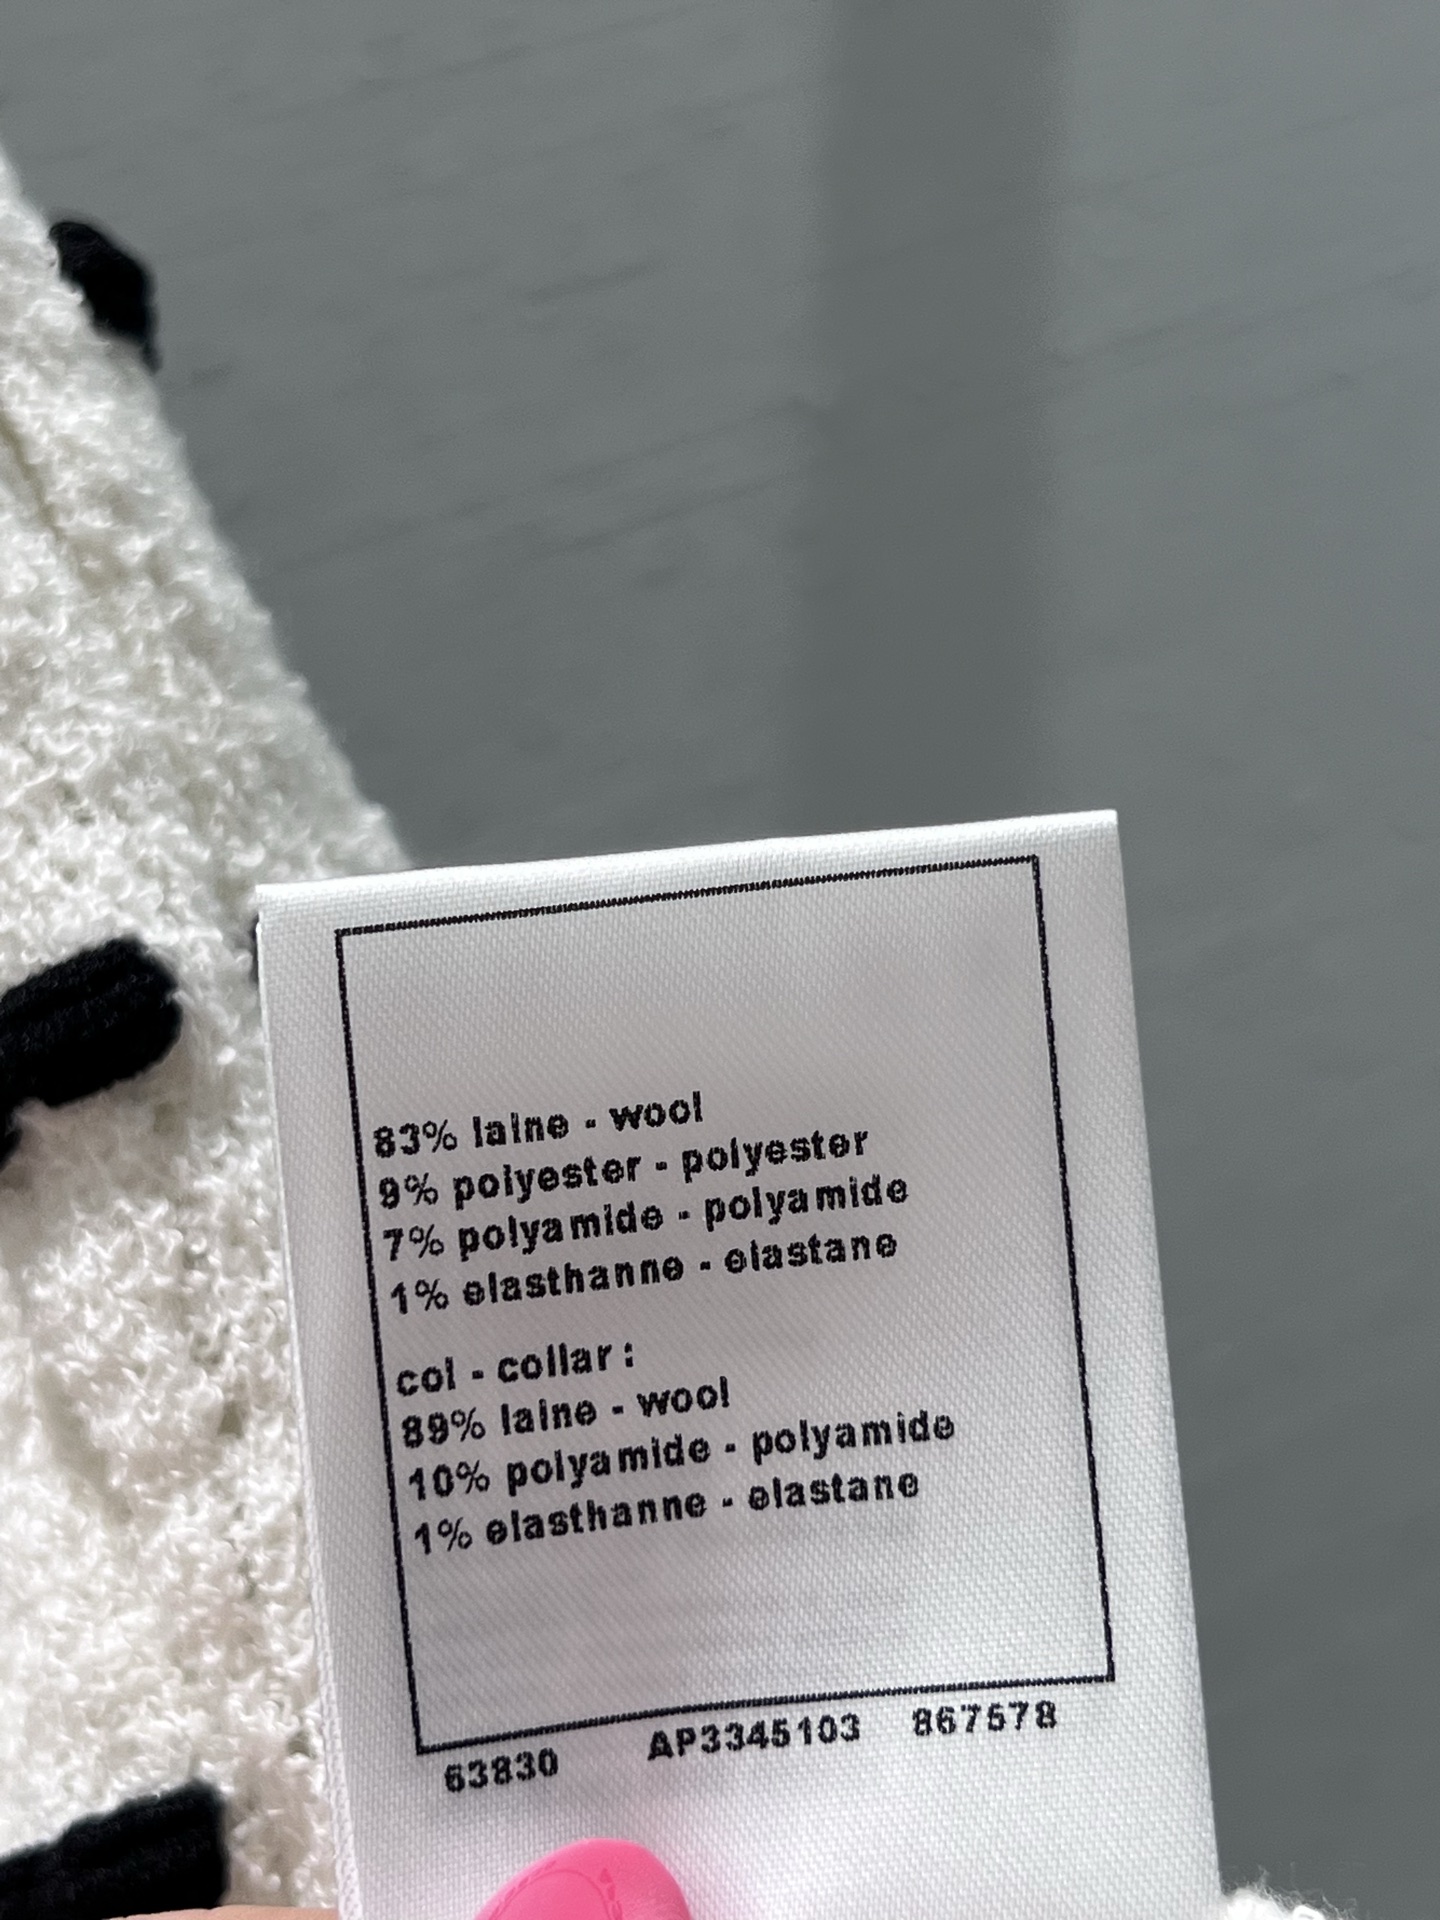 83% laine - wool
9% polyester - polyester
7% polyamide - polyamide
1% elasthanne - elastane
col - collar :
89% laine - wool
10% polyamide - polyamide
1% elasthanne - elastane
63830 AP3345103 867578